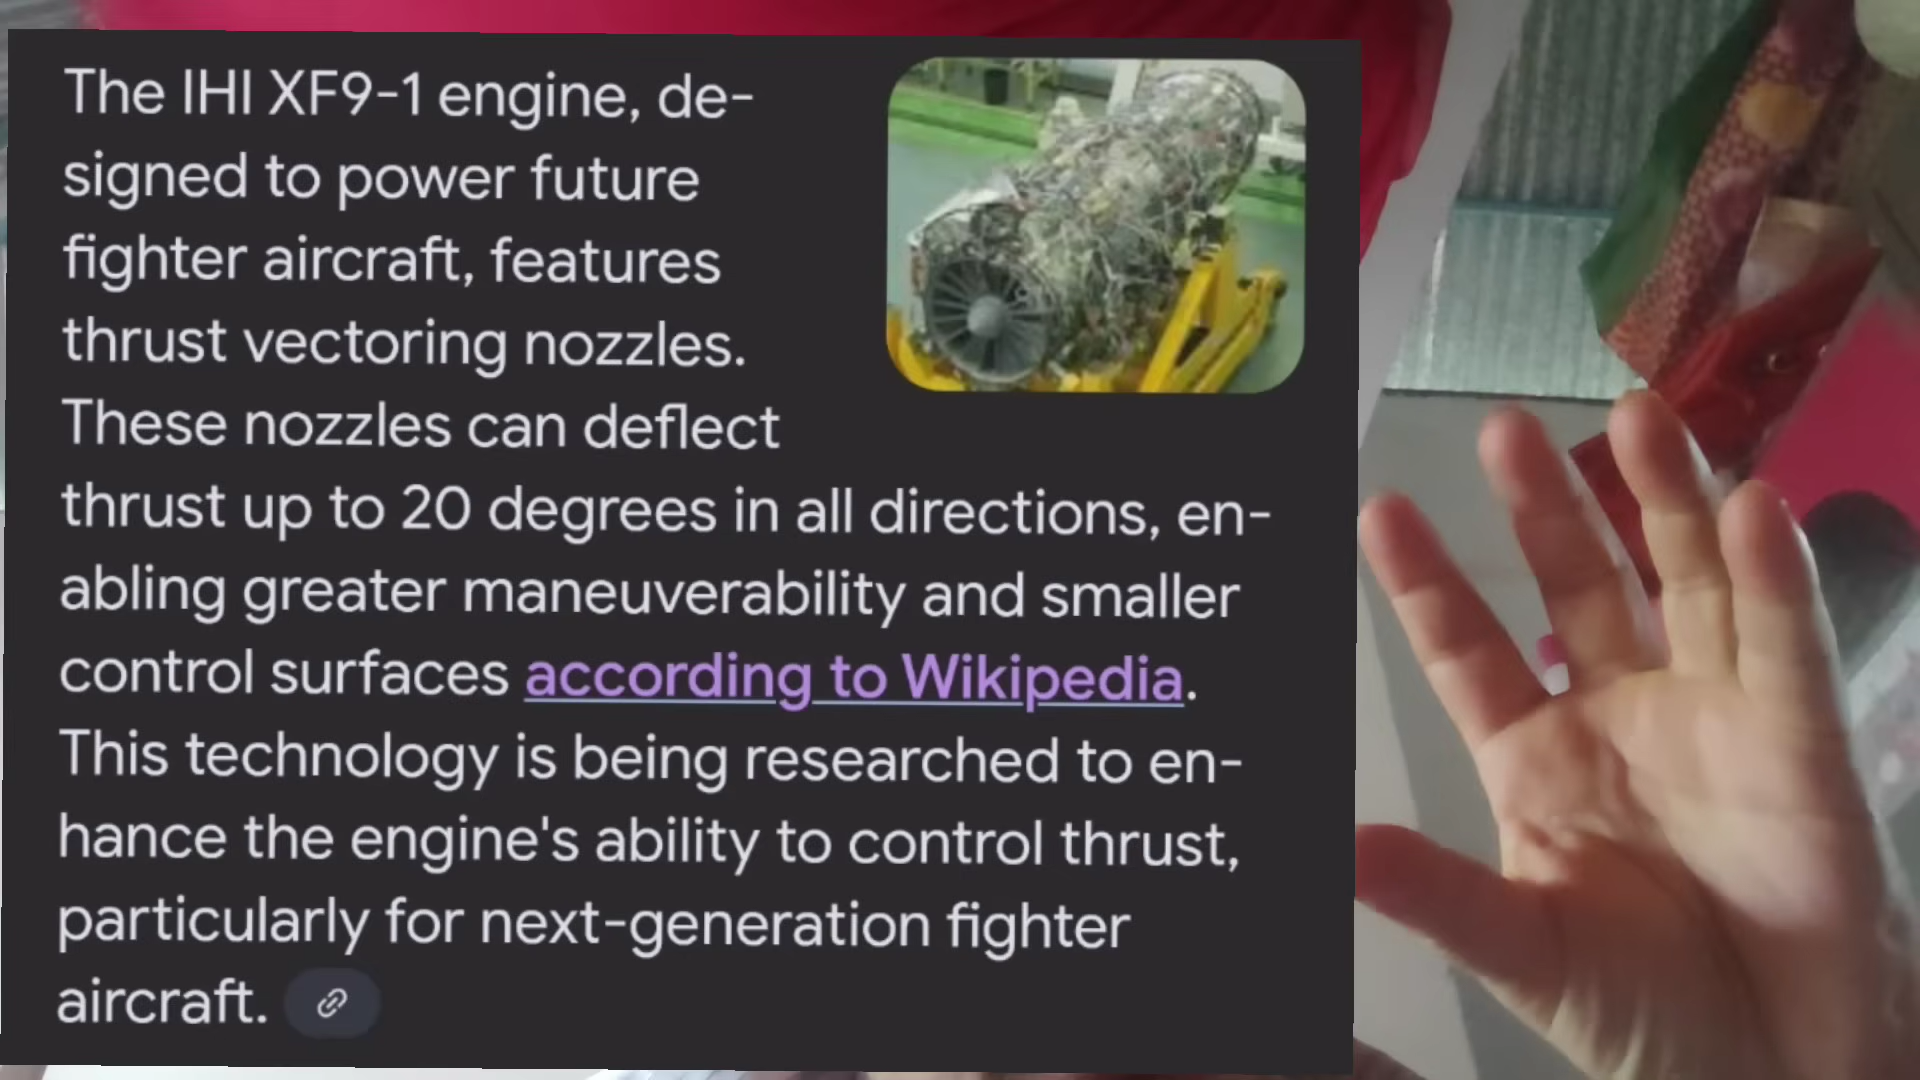 The IHI XF9-1 engine, de-
signed to power future
fighter aircraft, features
thrust vectoring nozzles.
These nozzles can deflect
thrust up to 20 degrees in all directions, en-
abling greater maneuverability and smaller
control surfaces according to Wikipedia.
This technology is being researched to en-
hance the engine's ability to control thrust,
particularly for next-generation fighter
aircraft.